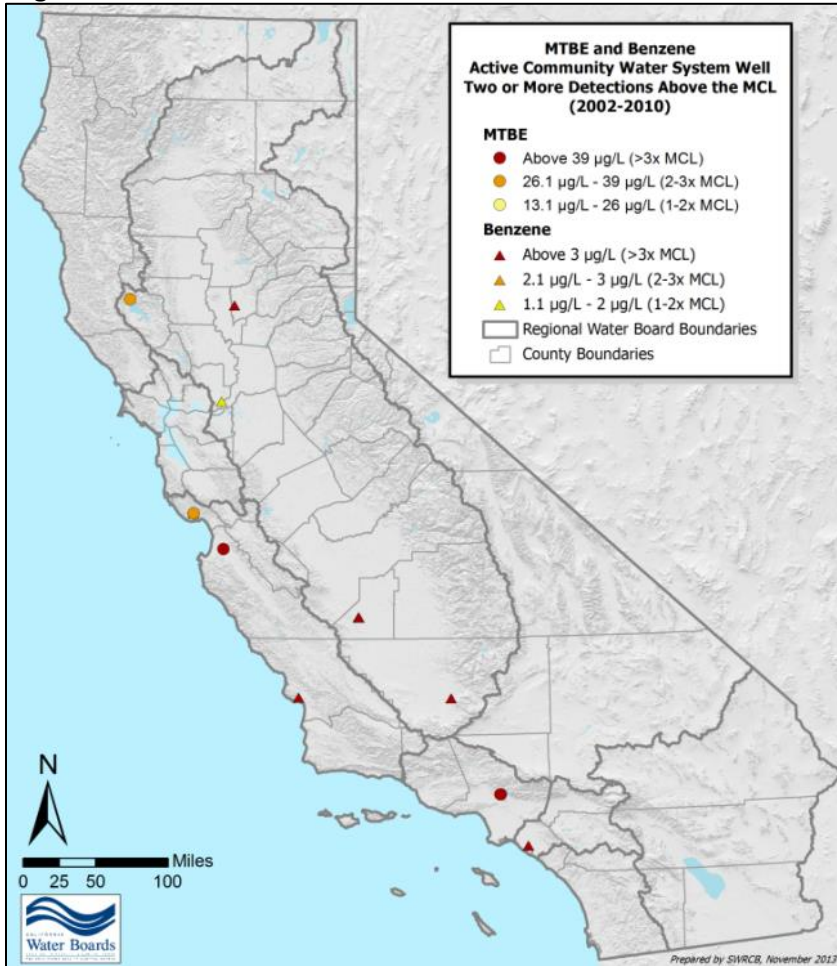 MTBE and Benzene
Active Community Water System Well
Two or More Detections Above the MCL
(2002-2010)
MTBE
Above 39 µg/L (>3x MCL)
26.1 µg/L - 39 µg/L (2-3x MCL)
13.1 µg/L - 26 µg/L (1-2x MCL)
Benzene
Above 3 µg/L (>3x MCL)
2.1 µg/L - 3 µg/L (2-3x MCL)
1.1 µg/L - 2 µg/L (1-2x MCL)
Regional Water Board Boundaries
County Boundaries
N
Miles
0 25 50 100
CALIFORNIA
Water Boards
Prepared by SWRCB, November 2013